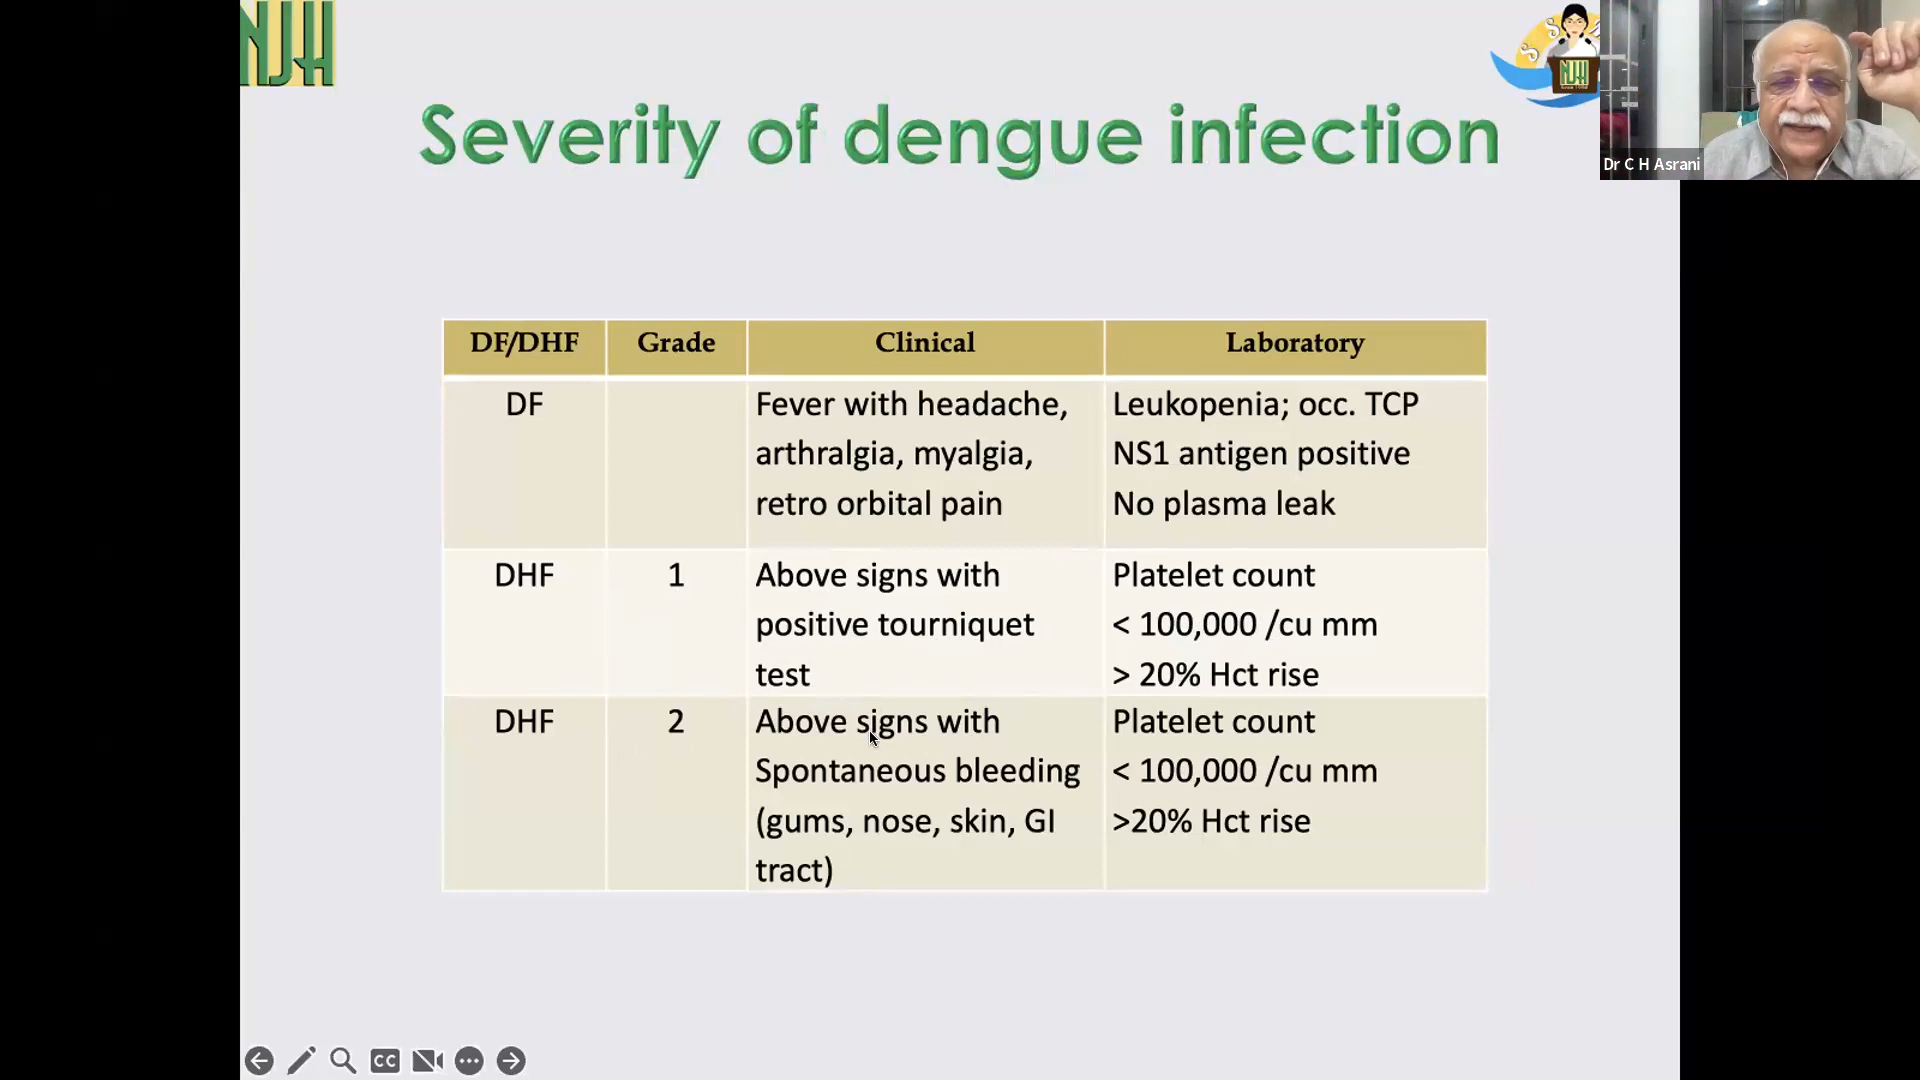 NJH
NJH
Dr C H Asrani
Severity of dengue infection
DF/DHF Grade Clinical Laboratory
DF
Fever with headache,
arthralgia, myalgia,
retro orbital pain
Leukopenia; occ. TCP
NS1 antigen positive
No plasma leak
DHF
1
Above signs with
positive tourniquet
test
Platelet count
< 100,000 /cu mm
> 20% Hct rise
DHF
2
Above signs with
Spontaneous bleeding
(gums, nose, skin, GI
tract)
Platelet count
< 100,000 /cu mm
>20% Hct rise
CC